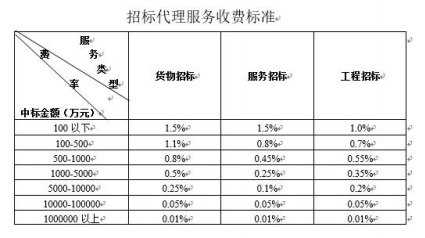 招标代理服务收费标准
服务类型
费率
中标金额（万元）
货物招标 服务招标 工程招标
100 以下 1.5% 1.5% 1.0%
100-500 1.1% 0.8% 0.7%
500-1000 0.8% 0.45% 0.55%
1000-5000 0.5% 0.25% 0.35%
5000-10000 0.25% 0.1% 0.2%
10000-100000 0.05% 0.05% 0.05%
1000000 以上 0.01% 0.01% 0.01%